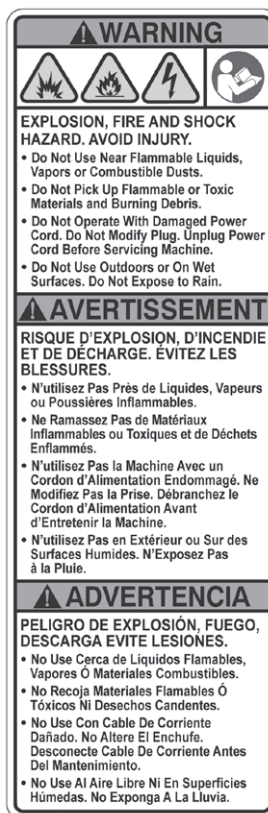 WARNING
EXPLOSION, FIRE AND SHOCK
HAZARD. AVOID INJURY.
• Do Not Use Near Flammable Liquids,
Vapors or Combustible Dusts.
• Do Not Pick Up Flammable or Toxic
Materials and Burning Debris.
• Do Not Operate With Damaged Power
Cord. Do Not Modify Plug. Unplug Power
Cord Before Servicing Machine.
• Do Not Use Outdoors or On Wet
Surfaces. Do Not Expose to Rain.
AVERTISSEMENT
RISQUE D'EXPLOSION, D'INCENDIE
ET DE DÉCHARGE. ÉVITEZ LES
BLESSURES.
• N'utilisez Pas Près de Liquides, Vapeurs
ou Poussières Inflammables.
• Ne Ramassez Pas de Matériaux
Inflammables ou Toxiques et de Déchets
Enflammés.
• N'utilisez Pas la Machine Avec un
Cordon d'Alimentation Endommagé. Ne
Modifiez Pas la Prise. Débranchez le
Cordon d'Alimentation Avant
d'Entretenir la Machine.
• N'utilisez Pas en Extérieur ou Sur des
Surfaces Humides. N'Exposez Pas
à la Pluie.
ADVERTENCIA
PELIGRO DE EXPLOSIÓN, FUEGO,
DESCARGA EVITE LESIONES.
• No Use Cerca de Líquidos Flamables,
Vapores Ó Materiales Combustibles.
• No Recoja Materiales Flamables Ó
Tóxicos Ni Desechos Candentes.
• No Use Con Cable De Corriente
Dañado. No Altere El Enchufe.
Desconecte Cable De Corriente Antes
Del Mantenimiento.
• No Use Al Aire Libre Ni En Superficies
Húmedas. No Exponga A La Lluvia.